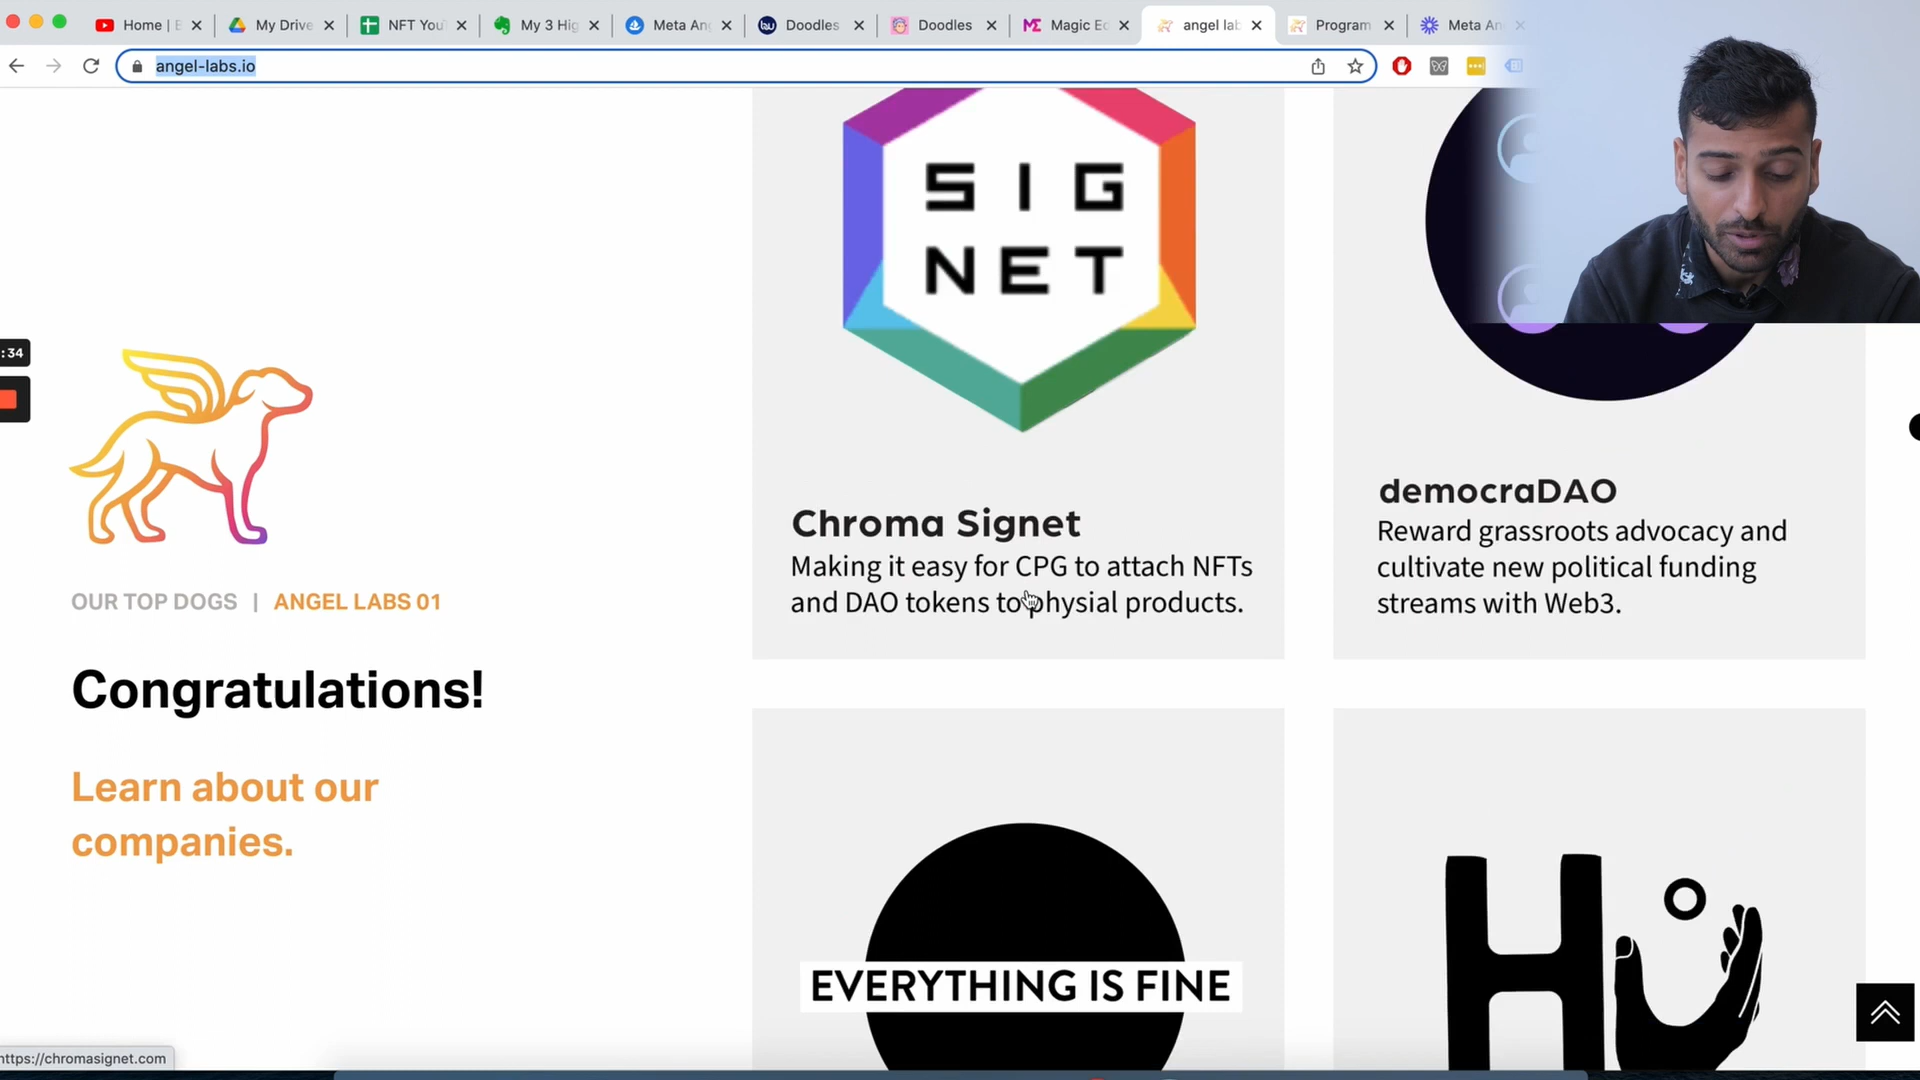 Home | E
My Drive
NFT You
My 3 Hig
Meta An
Doodles
Doodles
Magic Ec
angel lab
Program
Meta An
angel-labs.io
:34
SIG
NET
OUR TOP DOGS | ANGEL LABS 01
Congratulations!
Learn about our
companies.
Chroma Signet
Making it easy for CPG to attach NFTs
and DAO tokens to physial products.
democraDAO
Reward grassroots advocacy and
cultivate new political funding
streams with Web3.
EVERYTHING IS FINE
Hu
https://chromasignet.com